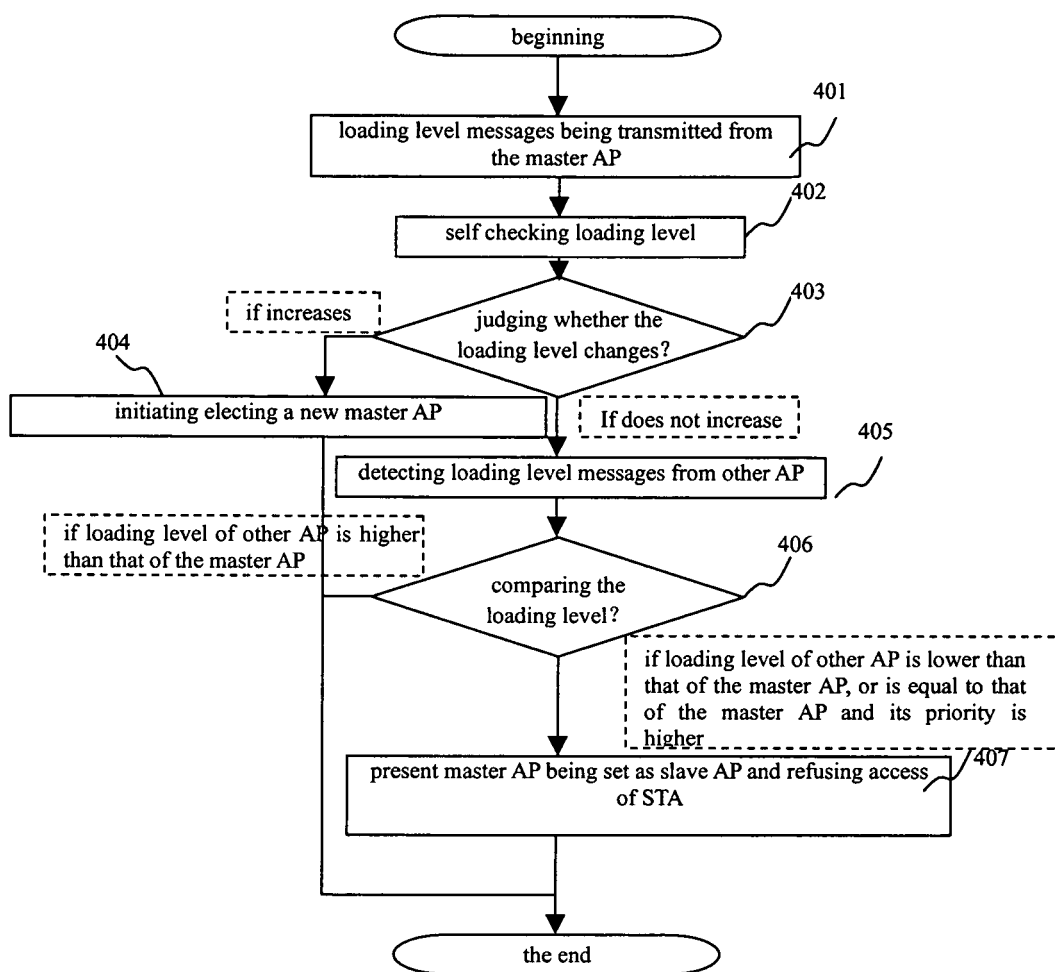 beginning
401
loading level messages being transmitted from
the master AP
402
self checking loading level
403
if increases
judging whether the
loading level changes?
404
initiating electing a new master AP
If does not increase
405
detecting loading level messages from other AP
if loading level of other AP is higher
than that of the master AP
406
comparing the
loading level?
if loading level of other AP is lower than
that of the master AP, or is equal to that
of the master AP and its priority is
higher
407
present master AP being set as slave AP and refusing access
of STA
the end